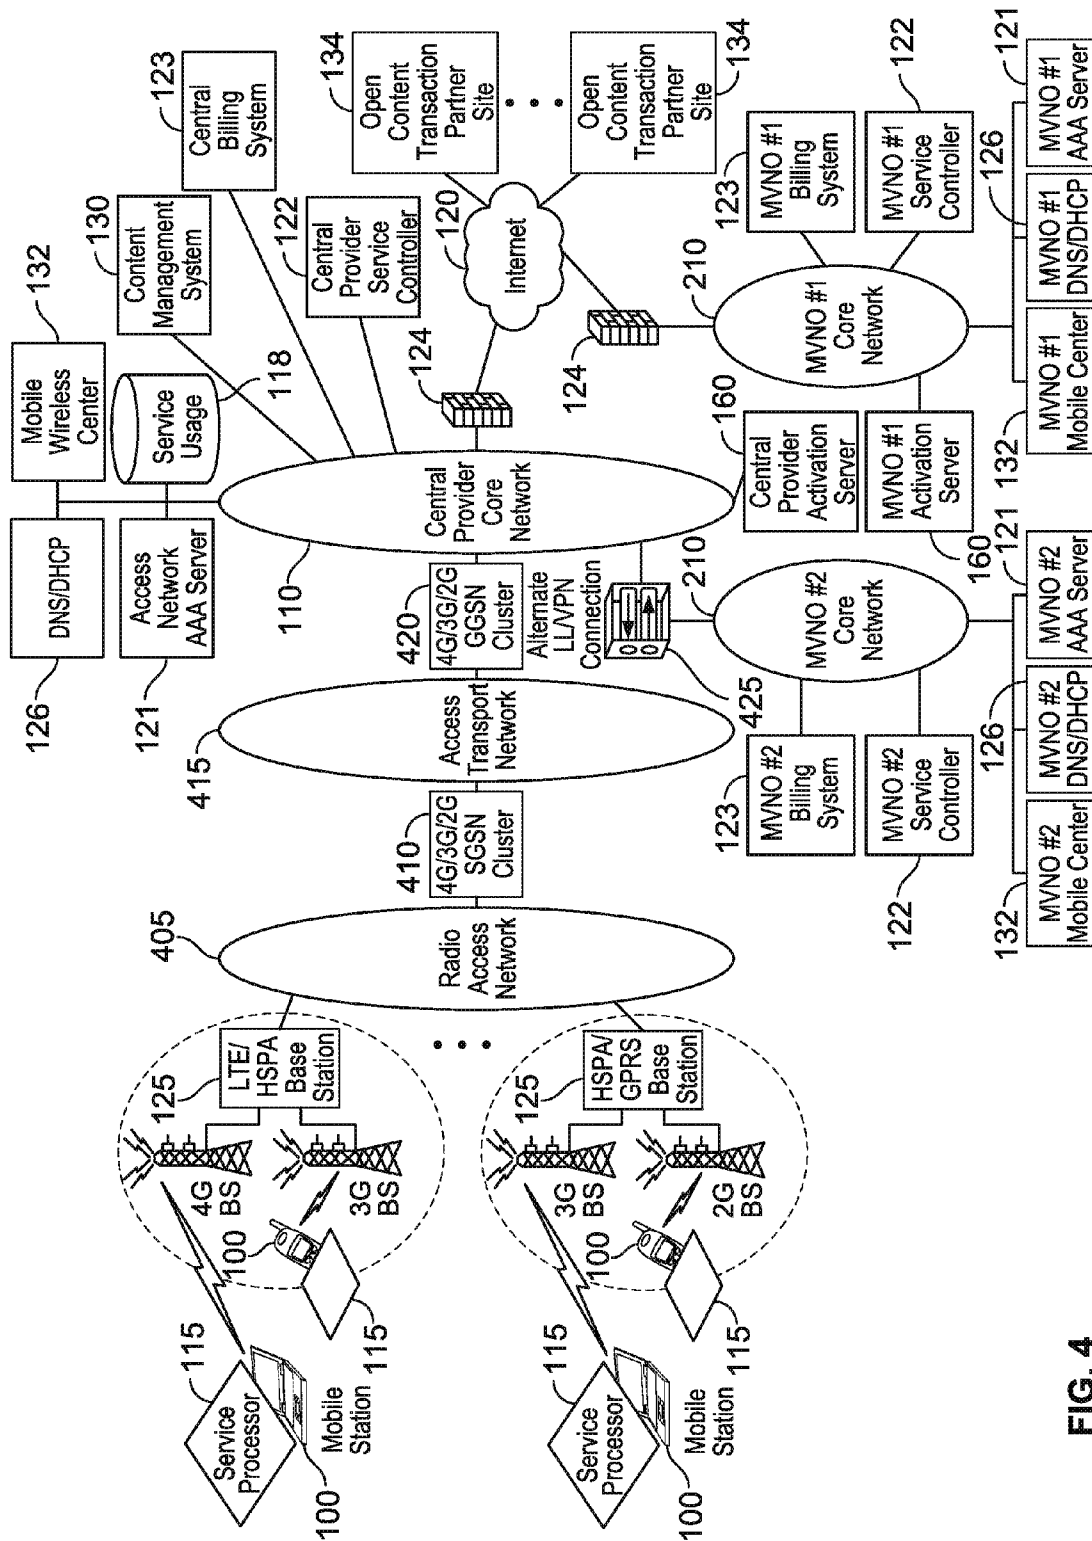 Service
Processor
115
100
Mobile
Station
100
115
4G
BS
3G
BS
125
LTE/
HSPA
Base
Station
Service
Processor
115
100
Mobile
Station
100
115
3G
BS
2G
BS
125
HSPA/
GPRS
Base
Station
405
Radio
Access
Network
410
4G/3G/2G
SGSN
Cluster
415
Access
Transport
Network
420
4G/3G/2G
GGSN
Cluster
Alternate
LL/VPN
Connection
425
110
Central
Provider
Core
Network
126
DNS/DHCP
121
Access
Network
AAA Server
132
Mobile
Wireless
Center
118
Service
Usage
130
Content
Management
System
123
Central
Billing
System
122
Central
Provider
Service
Controller
124
120
Internet
134
Open
Content
Transaction
Partner
Site
134
Open
Content
Transaction
Partner
Site
124
160
Central
Provider
Activation
Server
210
MVNO #2
Core
Network
123
MVNO #2
Billing
System
122
MVNO #2
Service
Controller
132
MVNO #2
Mobile Center
126
MVNO #2
DNS/DHCP
121
MVNO #2
AAA Server
210
MVNO #1
Core
Network
160
MVNO #1
Activation
Server
123
MVNO #1
Billing
System
122
MVNO #1
Service
Controller
132
MVNO #1
Mobile Center
126
MVNO #1
DNS/DHCP
121
MVNO #1
AAA Server
FIG. 4